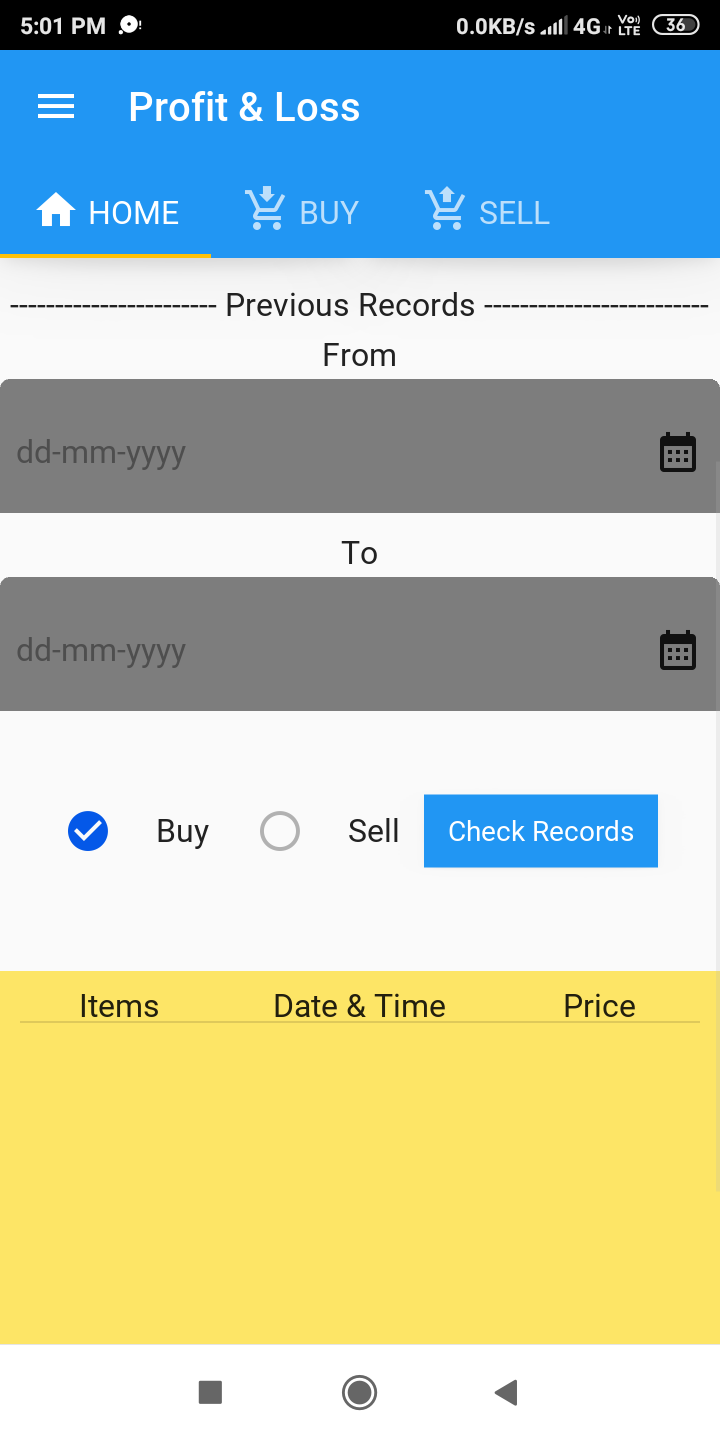 5:01 PM 0.0KB/s 4G Vo) LTE 36
Profit & Loss
HOME BUY SELL
----------------------- Previous Records -------------------------
From
dd-mm-yyyy
To
dd-mm-yyyy
Buy Sell Check Records
Items Date & Time Price